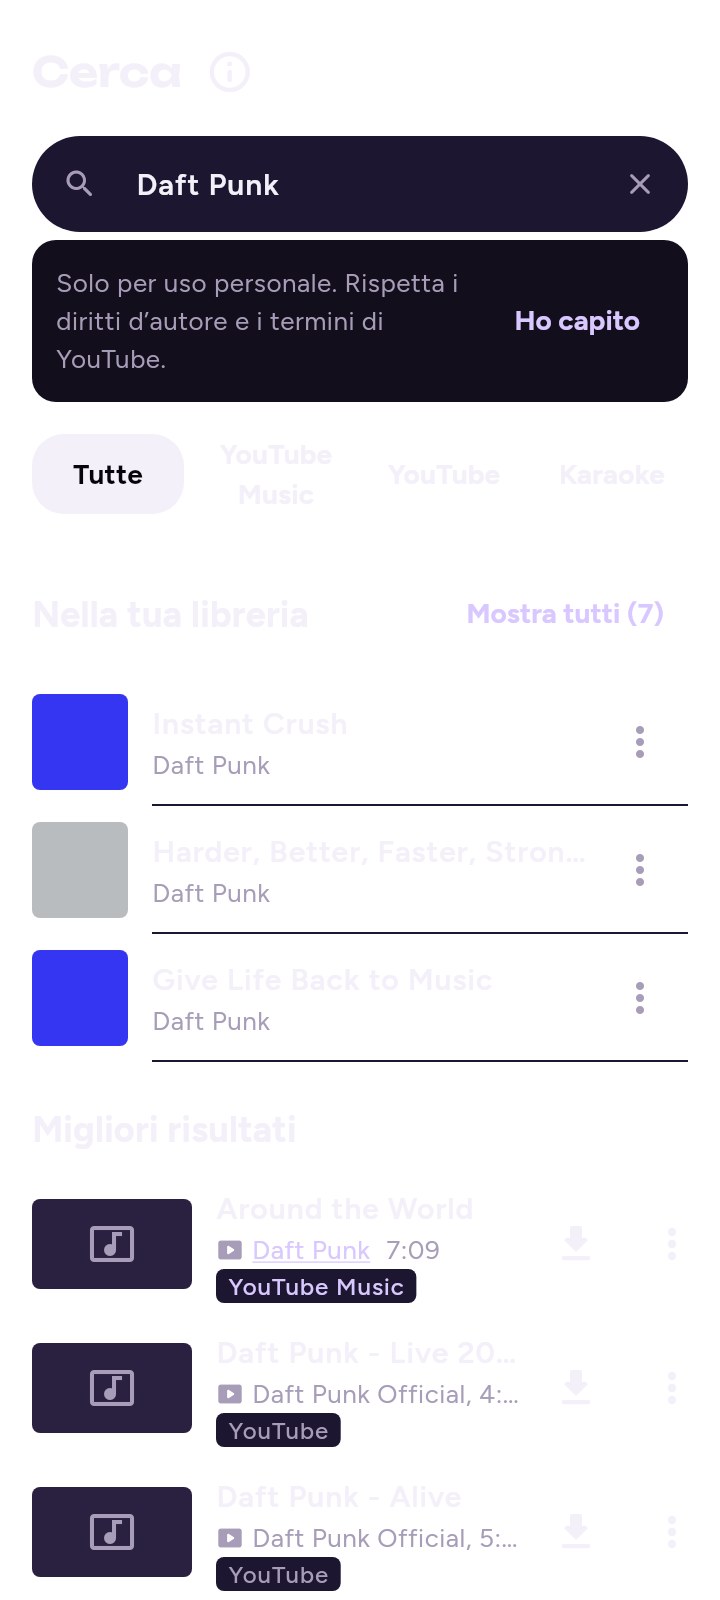 Cerca
Daft Punk
Solo per uso personale. Rispetta i
diritti d’autore e i termini di
YouTube.
Ho capito
Tutte
YouTube
Music
YouTube
Karaoke
Nella tua libreria
Mostra tutti (7)
Instant Crush
Daft Punk
Harder, Better, Faster, Stron...
Daft Punk
Give Life Back to Music
Daft Punk
Migliori risultati
Around the World
Daft Punk 7:09
YouTube Music
Daft Punk - Live 20...
Daft Punk Official, 4:...
YouTube
Daft Punk - Alive
Daft Punk Official, 5:...
YouTube